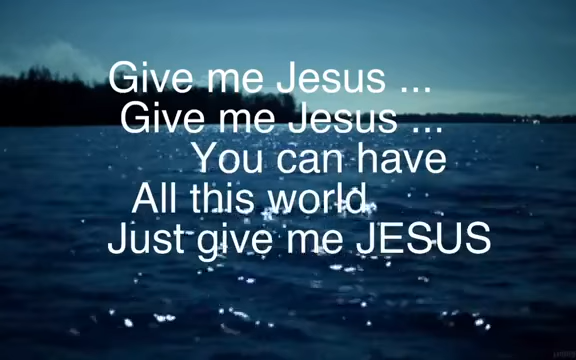 Give me Jesus ...
Give me Jesus ...
You can have
All this world
Just give me JESUS